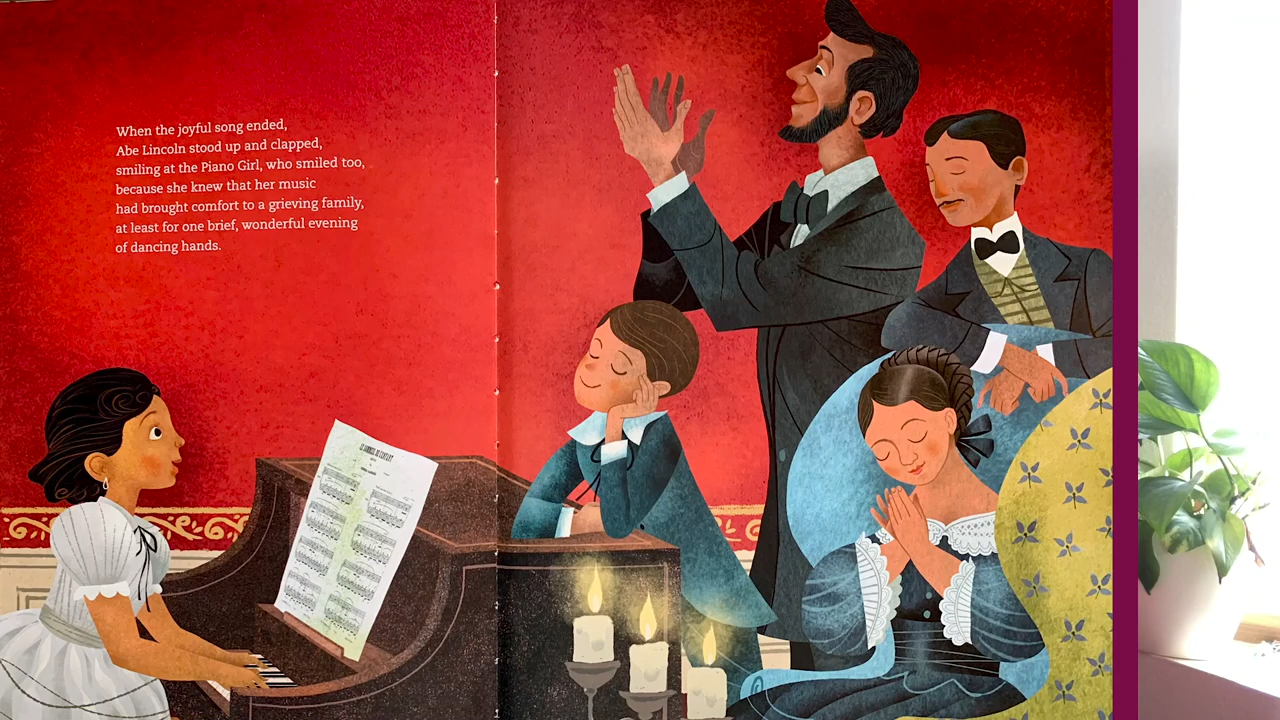 When the joyful song ended,
Abe Lincoln stood up and clapped,
smiling at the Piano Girl, who smiled too,
because she knew that her music
had brought comfort to a grieving family,
at least for one brief, wonderful evening
of dancing hands.